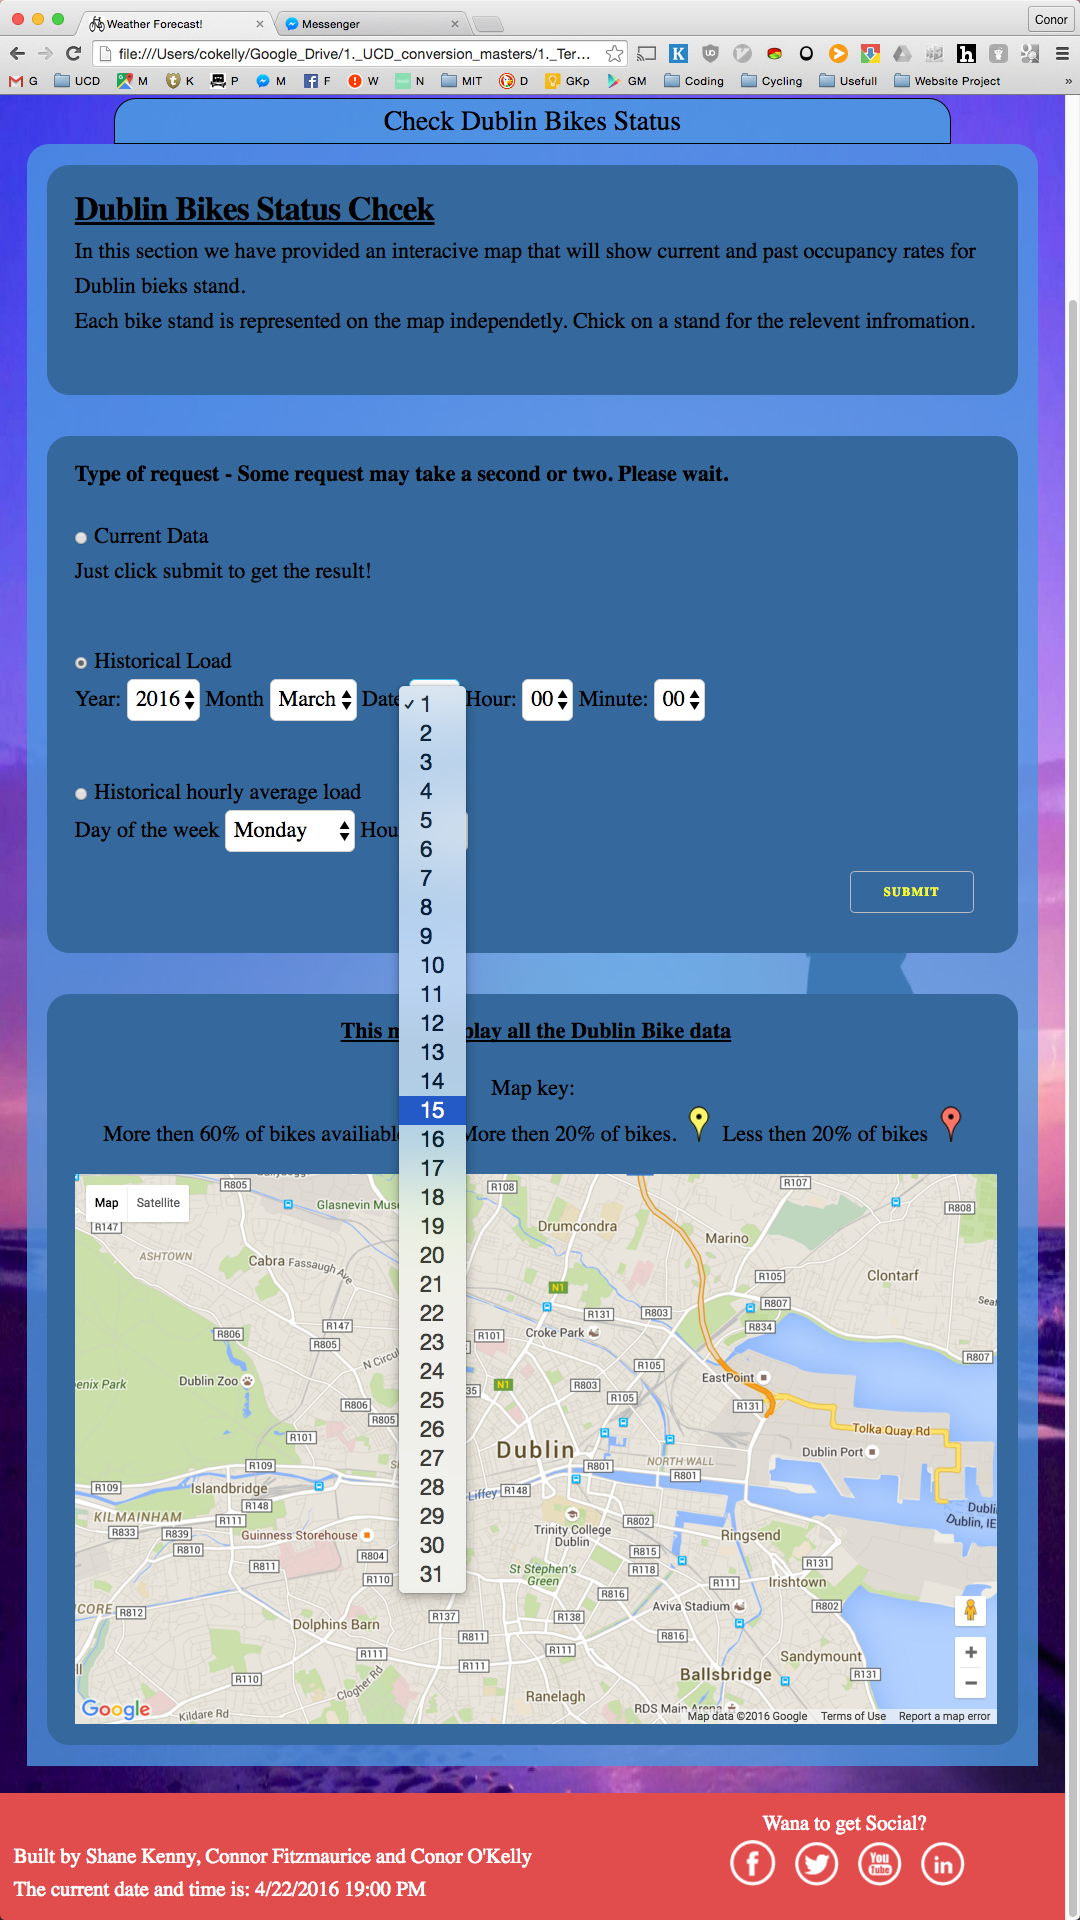 Weather Forecast!
Messenger
Conor
file:///Users/cokelly/Google_Drive/1._UCD_conversion_masters/1._Ter...
G UCD M K P M F W N MIT D GKp GM Coding Cycling Usefull Website Project »
Check Dublin Bikes Status
Dublin Bikes Status Chcek
In this section we have provided an interacive map that will show current and past occupancy rates for
Dublin bieks stand.
Each bike stand is represented on the map independetly. Chick on a stand for the relevent infromation.
Type of request - Some request may take a second or two. Please wait.
Current Data
Just click submit to get the result!
Historical Load
Year: 2016 Month March Date 1 Hour: 00 Minute: 00
2
3
4
Historical hourly average load
5
Day of the week Monday Hou
6
7
8
SUBMIT
9
10
11
12
This m play all the Dublin Bike data
13
14
Map key:
15
More then 60% of bikes availiabl More then 20% of bikes. Less then 20% of bikes
16
17
18
19
20
21
22
23
24
25
26
27
28
29
30
31
Map Satellite
R805
R108
R107
R808
Glasnevin Mus
R147
Drumcondra
Marino
ASHTOWN
Cabra
Fassaugh Ave
R105
Clontarf
N1
R807
Seaf
R131
R803
R147
R834
R806
R805
R101
Croke Park
R807
N Circul
R105
enix Park
Dublin Zoo
EastPoint
35
N1
R803
R105
R806
R131
R805
R101
Tolka Quay Rd
Dublin
Dublin Port
NORTH WALL
R109
R801
R801
R109
Islandbridge
Liffey
R148
R148
Dubli
Dublin, IE
KILMAINHAM
R111
R833
R839
Guinness Storehouse
Trinity College
Dublin
R802
Ringsend
R810
R804
R815
R811
St Stephen's
Green
R118
R131
R110
R111
Irishtown
R816
CORE
R812
R137
R138
Aviva Stadium
R802
Dolphins Barn
R811
R816
R111
R111
Sandymount
R111
Clogher Rd
R110
Ballsbridge
R131
Ranelagh
RDS Main Arena
Google
Kildare Rd
Map data ©2016 Google Terms of Use Report a map error
Wana to get Social?
Built by Shane Kenny, Connor Fitzmaurice and Conor O'Kelly
You
Tube
in
The current date and time is: 4/22/2016 19:00 PM